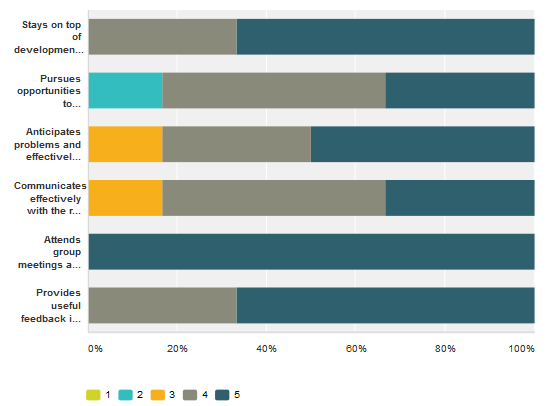 Stays on top
of
developmen...
Pursues
opportunities
to...
Anticipates
problems and
effectivel...
Communicates
effectively
with the r...
Attends
group
meetings a...
Provides
useful
feedback i...
0% 20% 40% 60% 80% 100%
1 2 3 4 5